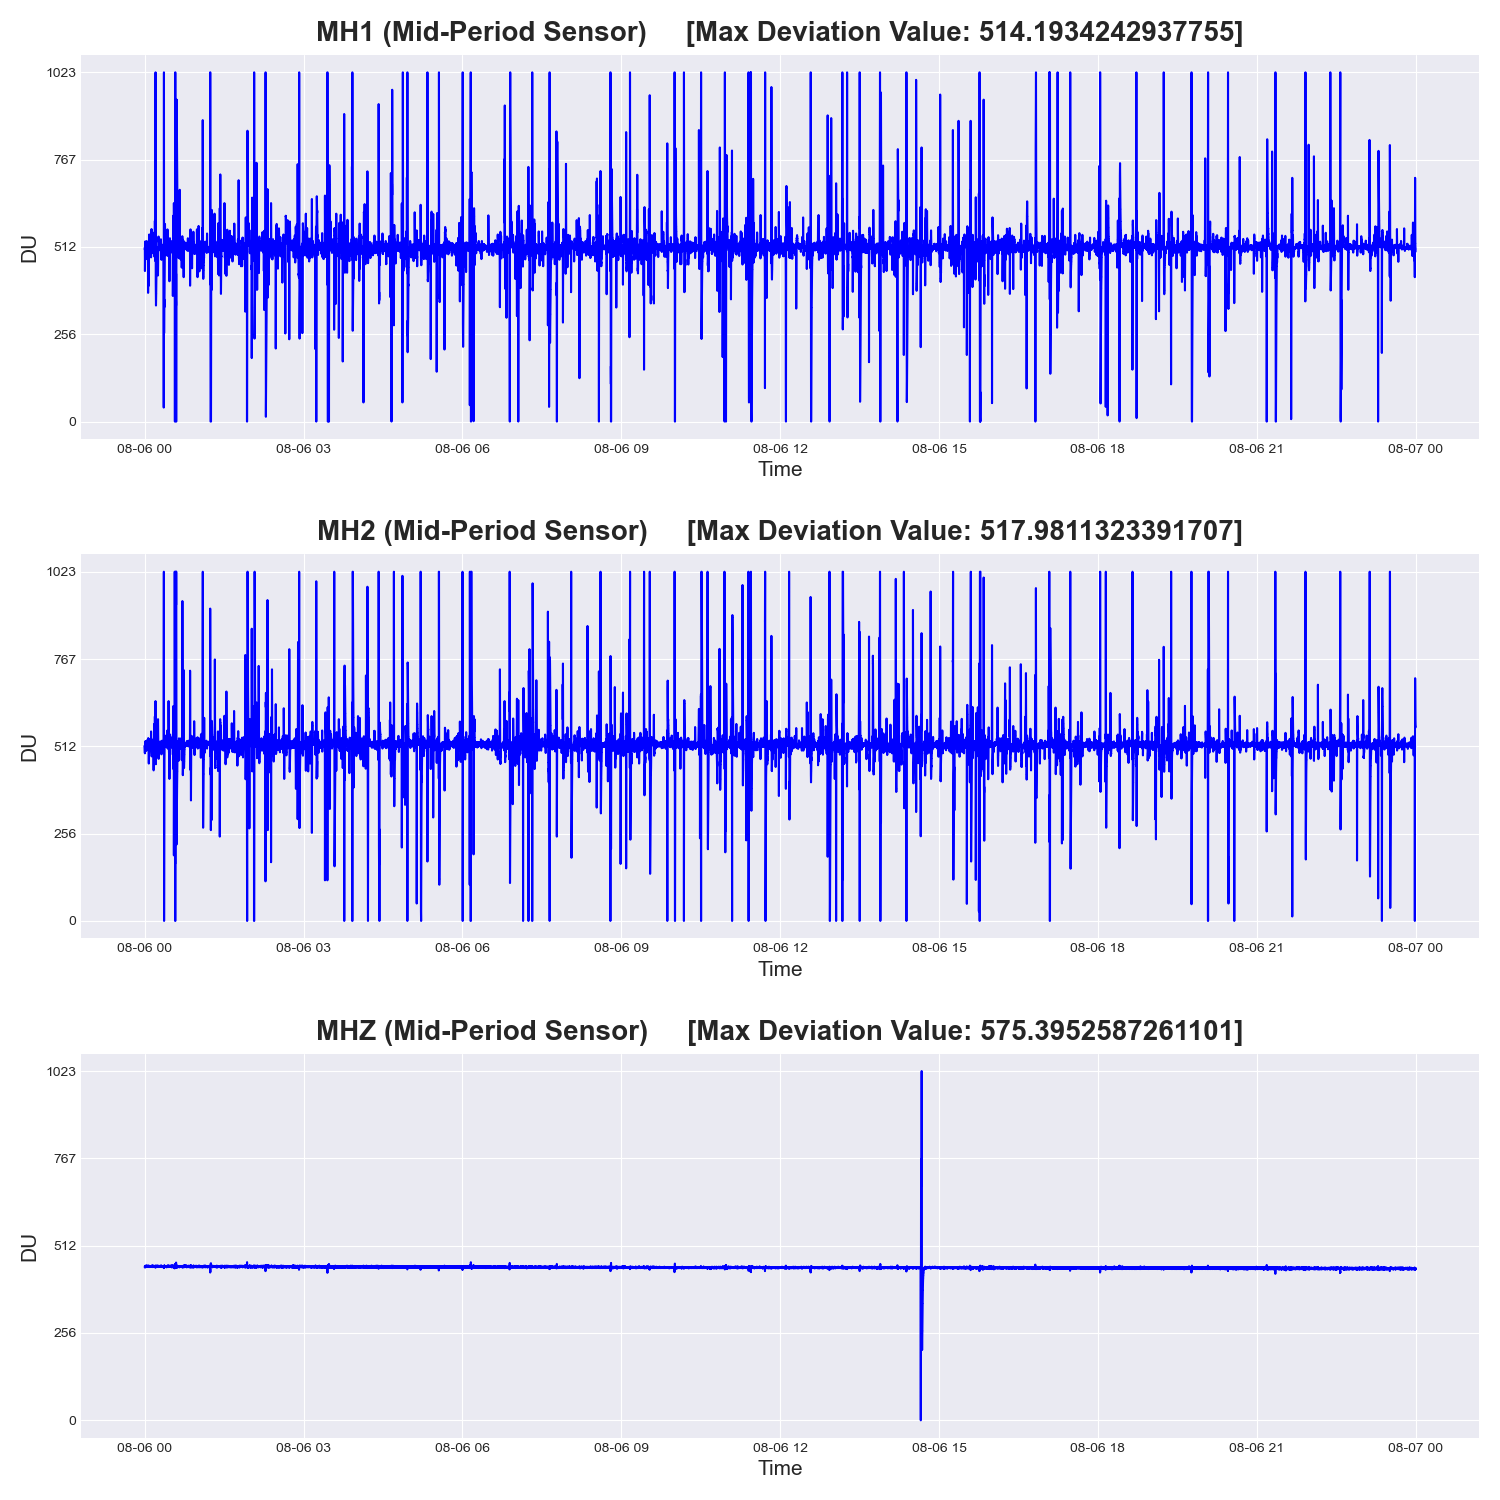 MH1 (Mid-Period Sensor) [Max Deviation Value: 514.1934242937755]
1023
767
512
256
0
DU
08-06 00 08-06 03 08-06 06 08-06 09 08-06 12 08-06 15 08-06 18 08-06 21 08-07 00
Time
MH2 (Mid-Period Sensor) [Max Deviation Value: 517.9811323391707]
1023
767
512
256
0
DU
08-06 00 08-06 03 08-06 06 08-06 09 08-06 12 08-06 15 08-06 18 08-06 21 08-07 00
Time
MHZ (Mid-Period Sensor) [Max Deviation Value: 575.3952587261101]
1023
767
512
256
0
DU
08-06 00 08-06 03 08-06 06 08-06 09 08-06 12 08-06 15 08-06 18 08-06 21 08-07 00
Time